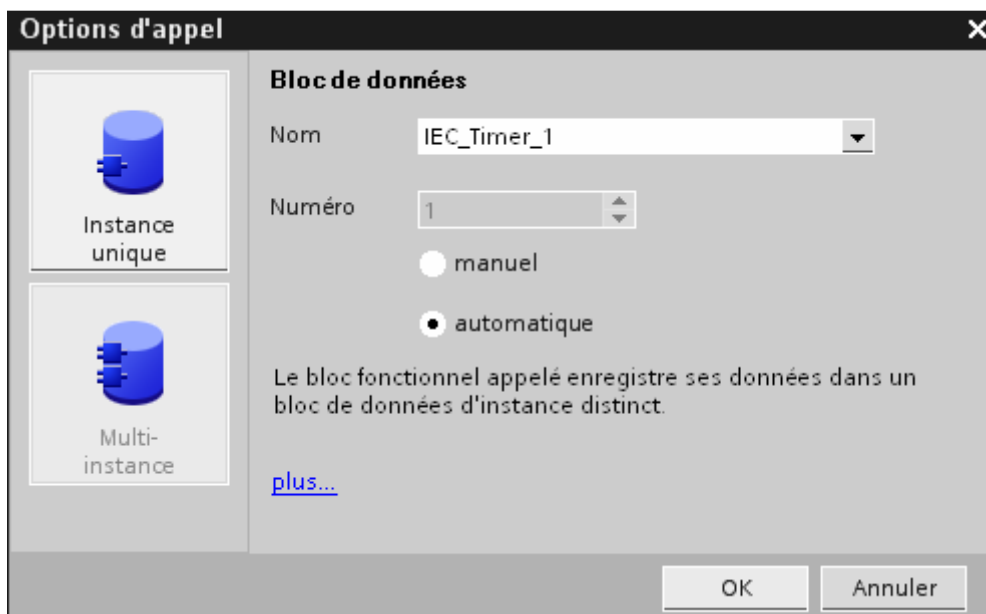 Options d'appel
Instance
unique
Multi-
instance
Bloc de données
Nom
IEC_Timer_1
Numéro
1
manuel
automatique
Le bloc fonctionnel appelé enregistre ses données dans un
bloc de données d'instance distinct.
plus...
OK
Annuler